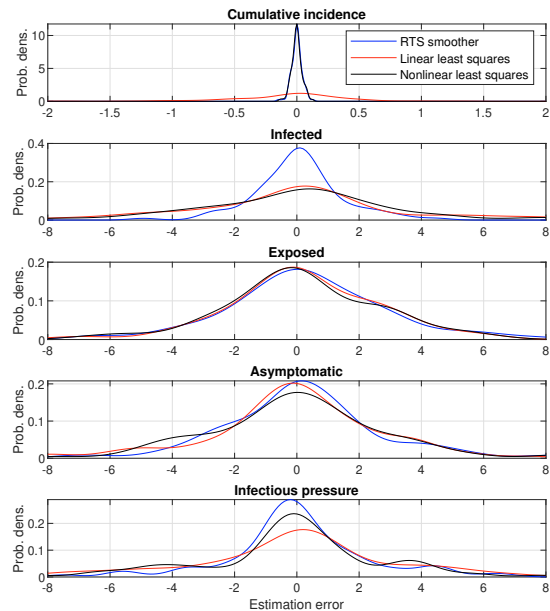 Cumulative incidence
Prob. dens.
10
5
0
-2 -1.5 -1 -0.5 0 0.5 1 1.5 2
RTS smoother
Linear least squares
Nonlinear least squares
Infected
Prob. dens.
0.4
0.2
0
-8 -6 -4 -2 0 2 4 6 8
Exposed
Prob. dens.
0.2
0.1
0
-8 -6 -4 -2 0 2 4 6 8
Asymptomatic
Prob. dens.
0.2
0.1
0
-8 -6 -4 -2 0 2 4 6 8
Infectious pressure
Prob. dens.
0.2
0.1
0
-8 -6 -4 -2 0 2 4 6 8
Estimation error